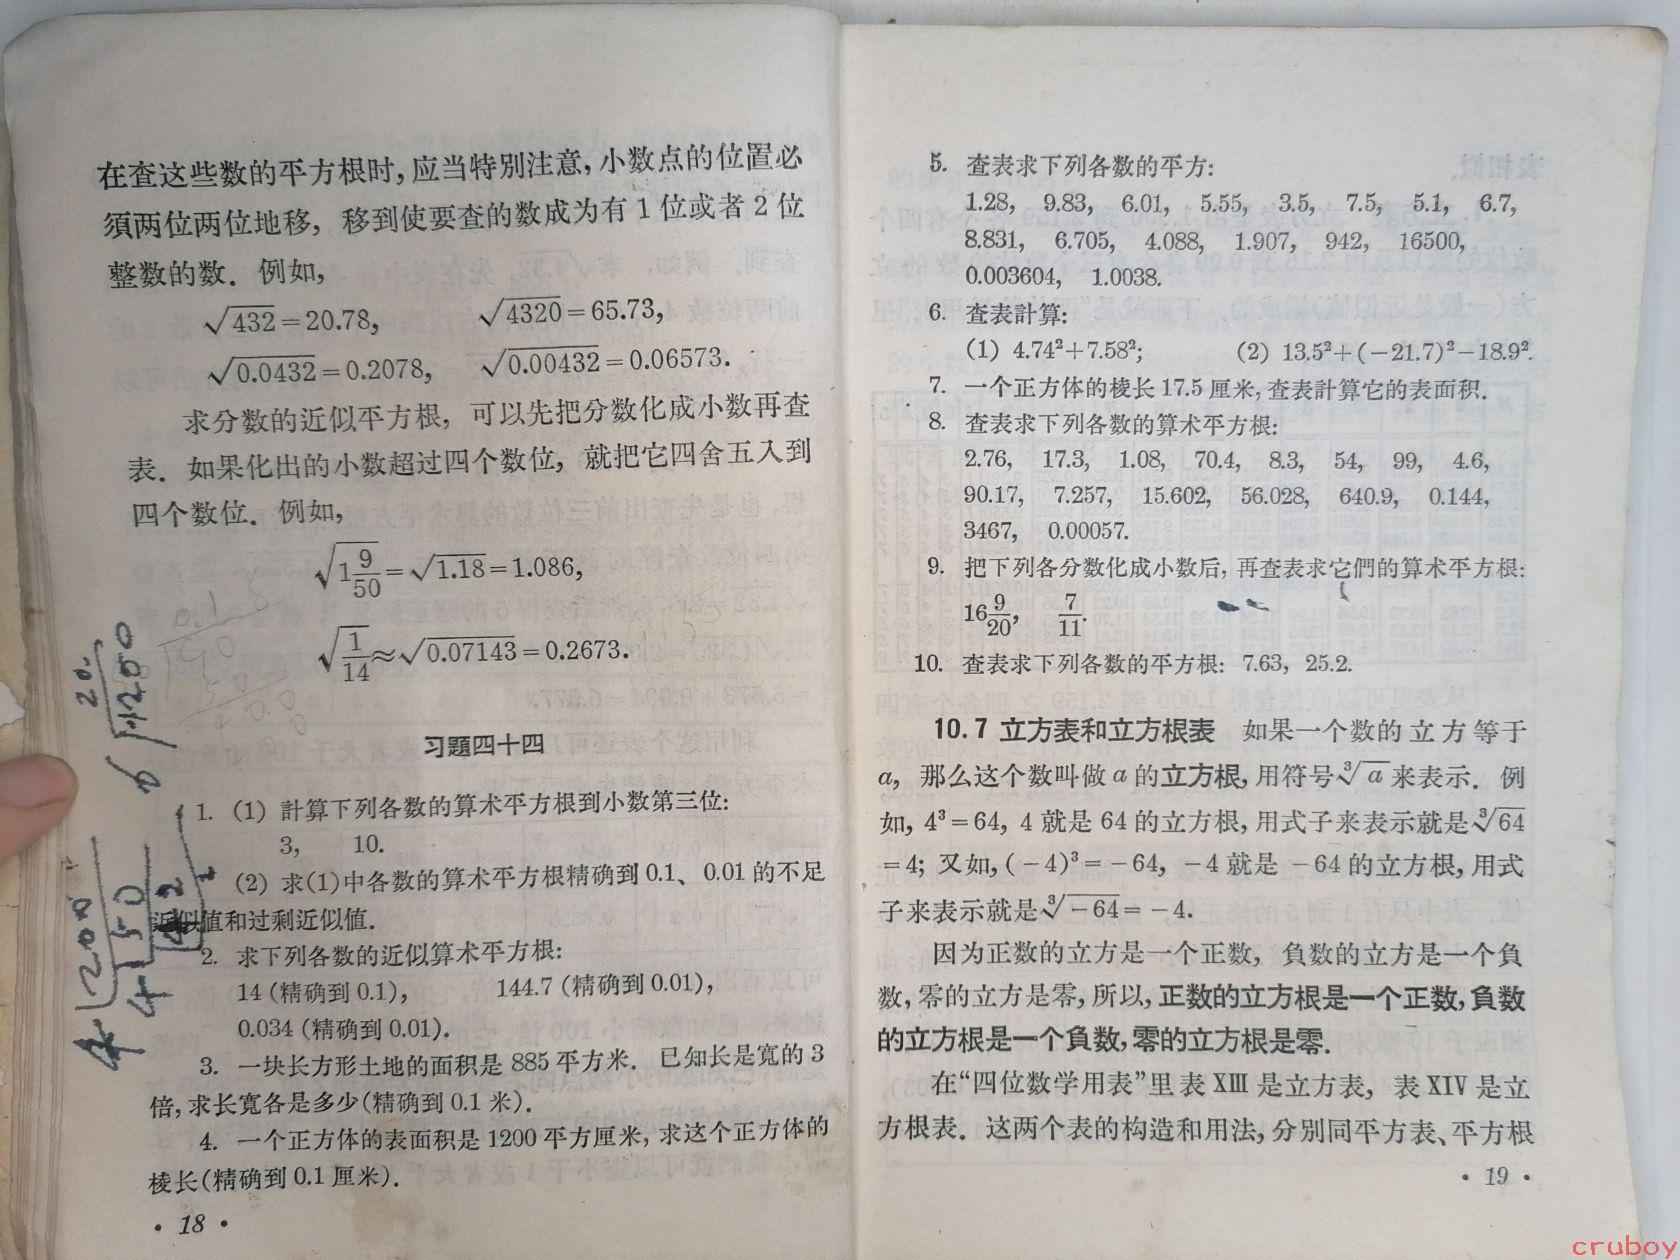 在查这些数的平方根时,应当特别注意,小数点的位置必
須两位两位地移, 移到使要查的数成为有1位或者2位
整数的数. 例如,
√432=20.78, √4320=65.73,
√0.0432=0.2078, √0.00432=0.06573.
求分数的近似平方根, 可以先把分数化成小数再查
表. 如果化出的小数超过四个数位, 就把它四舍五入到
四个数位. 例如,
√1 9/50=√1.18=1.086,
√1/14≈√0.07143=0.2673.
习題四十四
1. (1) 計算下列各数的算术平方根到小数第三位:
3, 10.
(2) 求(1)中各数的算术平方根精确到0.1、0.01的不足
近似值和过剩近似值.
2. 求下列各数的近似算术平方根:
14(精确到0.1), 144.7(精确到0.01),
0.034(精确到0.01).
3. 一块长方形土地的面积是885平方米. 已知长是寬的3
倍,求长寬各是多少(精确到0.1米).
4. 一个正方体的表面积是1200平方厘米,求这个正方体的
棱长(精确到0.1厘米).
• 18 •
5. 查表求下列各数的平方:
1.28, 9.83, 6.01, 5.55, 3.5, 7.5, 5.1, 6.7,
8.831, 6.705, 4.088, 1.907, 942, 16500,
0.003604, 1.0038.
6. 查表計算:
(1) 4.74²+7.58²; (2) 13.5²+(-21.7)²-18.9².
7. 一个正方体的棱长17.5厘米,查表計算它的表面积.
8. 查表求下列各数的算术平方根:
2.76, 17.3, 1.08, 70.4, 8.3, 54, 99, 4.6,
90.17, 7.257, 15.602, 56.028, 640.9, 0.144,
3467, 0.00057.
9. 把下列各分数化成小数后,再查表求它們的算术平方根:
16 9/20, 7/11.
10. 查表求下列各数的平方根: 7.63, 25.2.
10.7 立方表和立方根表 如果一个数的立方等于
a, 那么这个数叫做a的立方根,用符号∛a来表示. 例
如, 4³=64, 4就是64的立方根,用式子来表示就是∛64
=4; 又如,(-4)³=-64, -4就是-64的立方根,用式
子来表示就是∛-64=-4.
因为正数的立方是一个正数, 負数的立方是一个負
数,零的立方是零,所以,正数的立方根是一个正数,負数
的立方根是一个負数,零的立方根是零.
在“四位数学用表”里表XIII是立方表, 表XIV是立
方根表. 这两个表的构造和用法,分别同平方表、平方根
• 19 •
cruboy